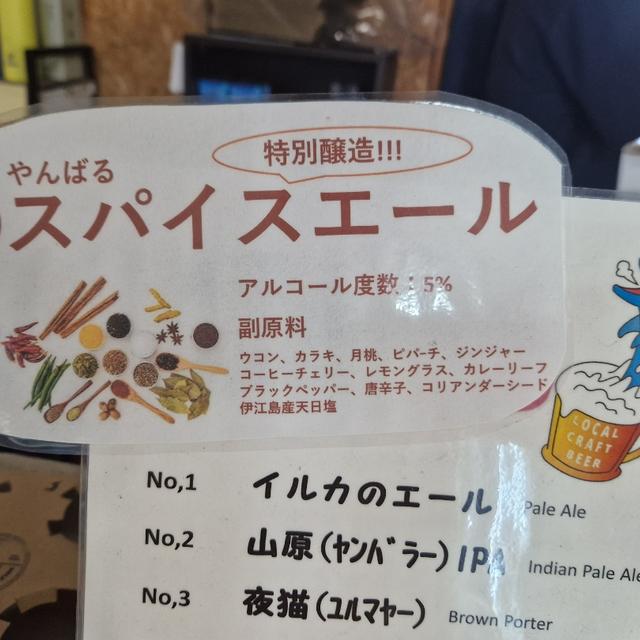 特別醸造!!!
やんばる
のスパイスエール
アルコール度数：5%
副原料
ウコン、カラキ、月桃、ピパーチ、ジンジャー
コーヒーチェリー、レモングラス、カレーリーフ
ブラックペッパー、唐辛子、コリアンダーシード
伊江島産天日塩
LOCAL
CRAFT
BEER
No,1 イルカのエール Pale Ale
No,2 山原(ヤンバラー)IPA Indian Pale Ale
No,3 夜猫(ユルマヤー) Brown Porter